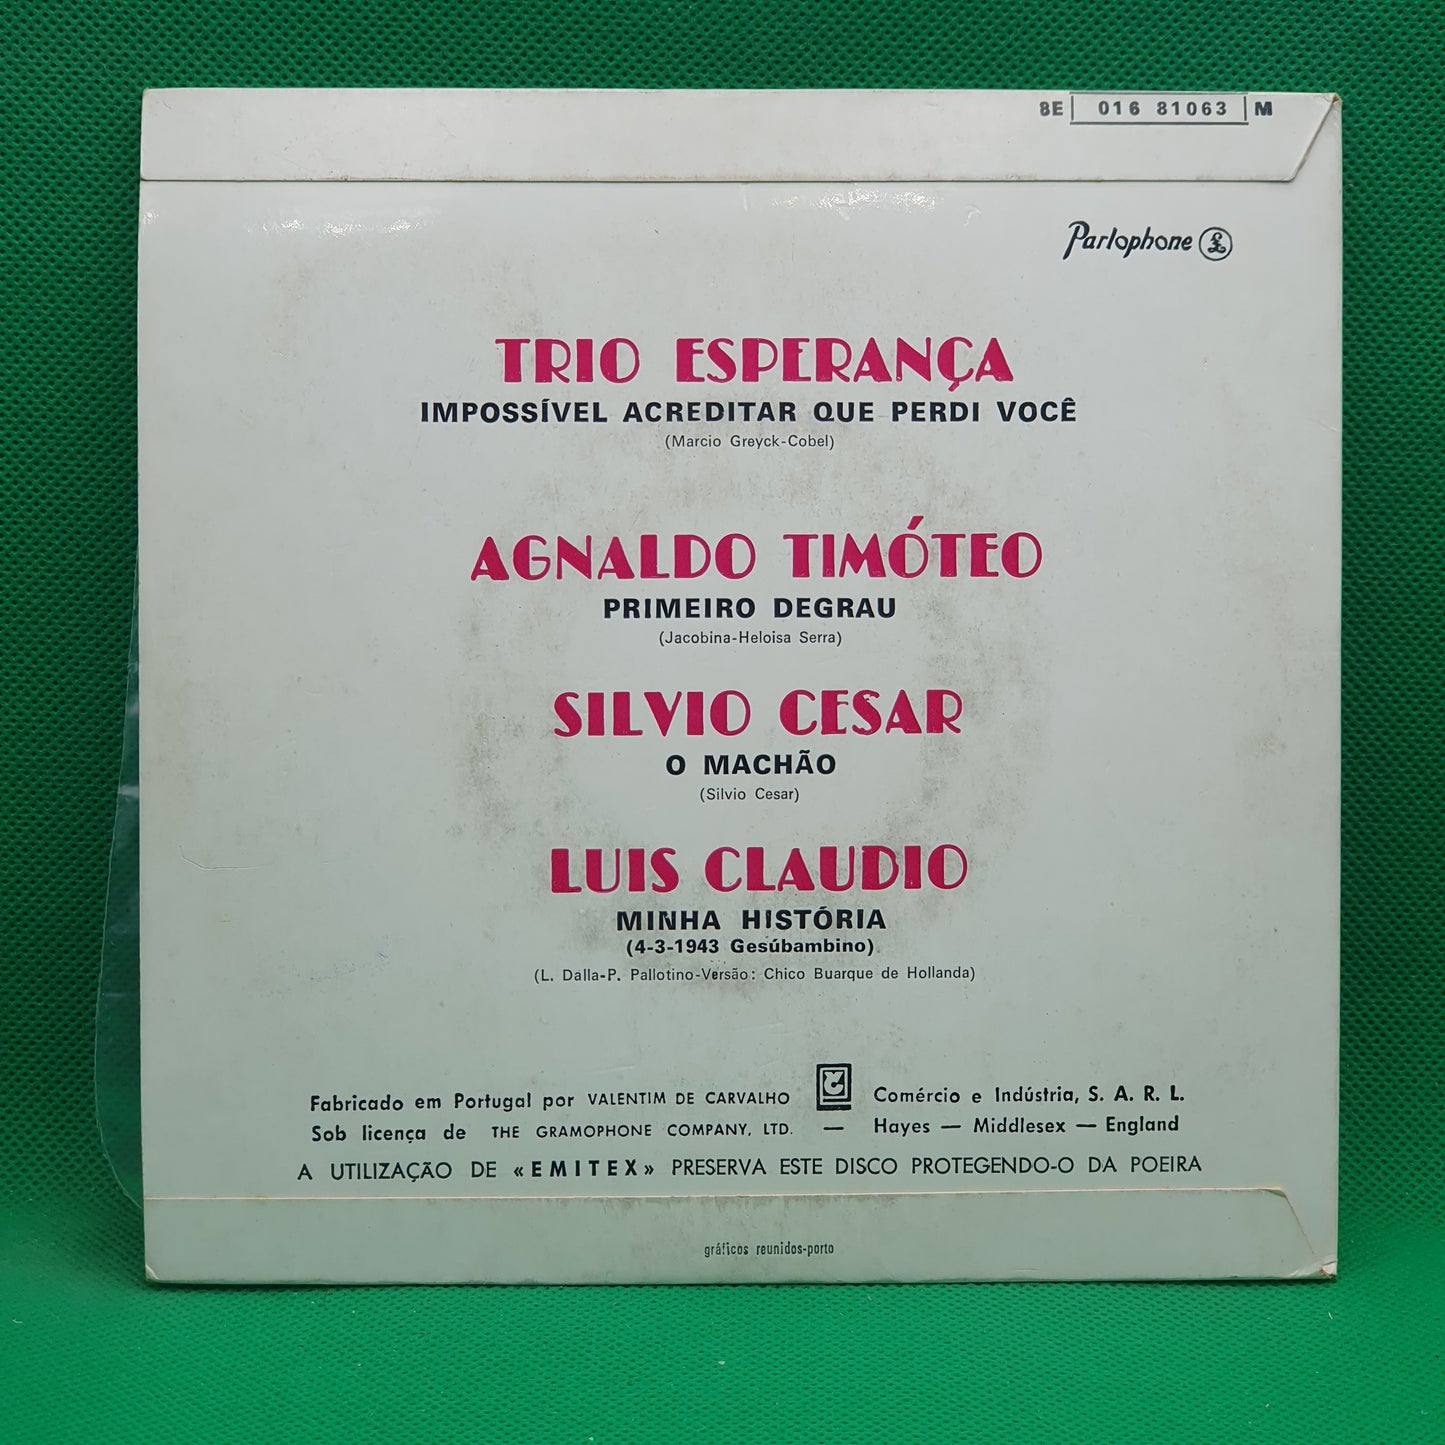 8E 016 81063 M
Parlophone £
TRIO ESPERANÇA
IMPOSSÍVEL ACREDITAR QUE PERDI VOCÊ
(Marcio Greyck-Cobel)
AGNALDO TIMÓTEO
PRIMEIRO DEGRAU
(Jacobina-Heloisa Serra)
SILVIO CESAR
O MACHÃO
(Silvio Cesar)
LUIS CLAUDIO
MINHA HISTÓRIA
(4-3-1943 Gesúbambino)
(L. Dalla-P. Pallotino-Versão: Chico Buarque de Hollanda)
Fabricado em Portugal por VALENTIM DE CARVALHO Comércio e Indústria, S. A. R. L.
Sob licença de THE GRAMOPHONE COMPANY, LTD. — Hayes — Middlesex — England
A UTILIZAÇÃO DE «EMITEX» PRESERVA ESTE DISCO PROTEGENDO-O DA POEIRA
gráficos reunidos-porto